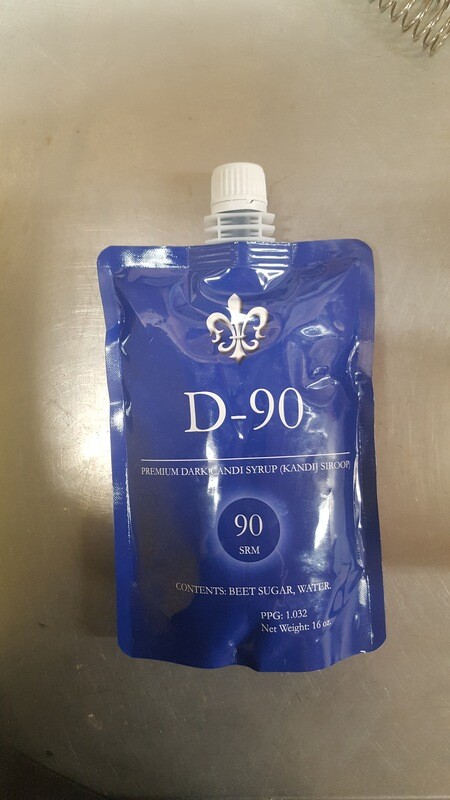 D-90
PREMIUM DARK CANDI SYRUP (KANDIJ SIROOP)
90
SRM
CONTENTS: BEET SUGAR, WATER.
PPG: 1.032
Net Weight: 16 oz.